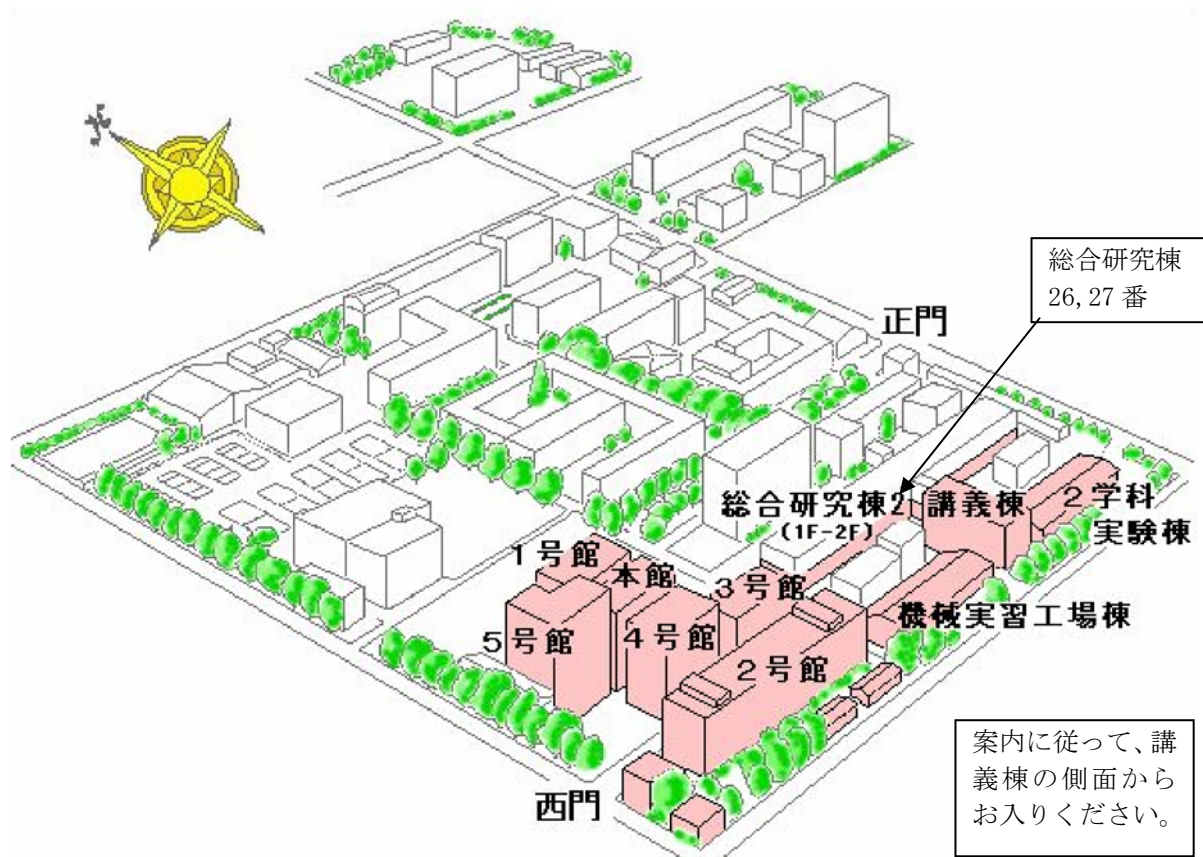 総合研究棟
26,27 番
正門
総合研究棟2
(1F-2F)
講義棟
2学科
実験棟
1号館
本館
3号館
機械実習工場棟
5号館
4号館
2号館
西門
案内に従って、講
義棟の側面から
お入りください。